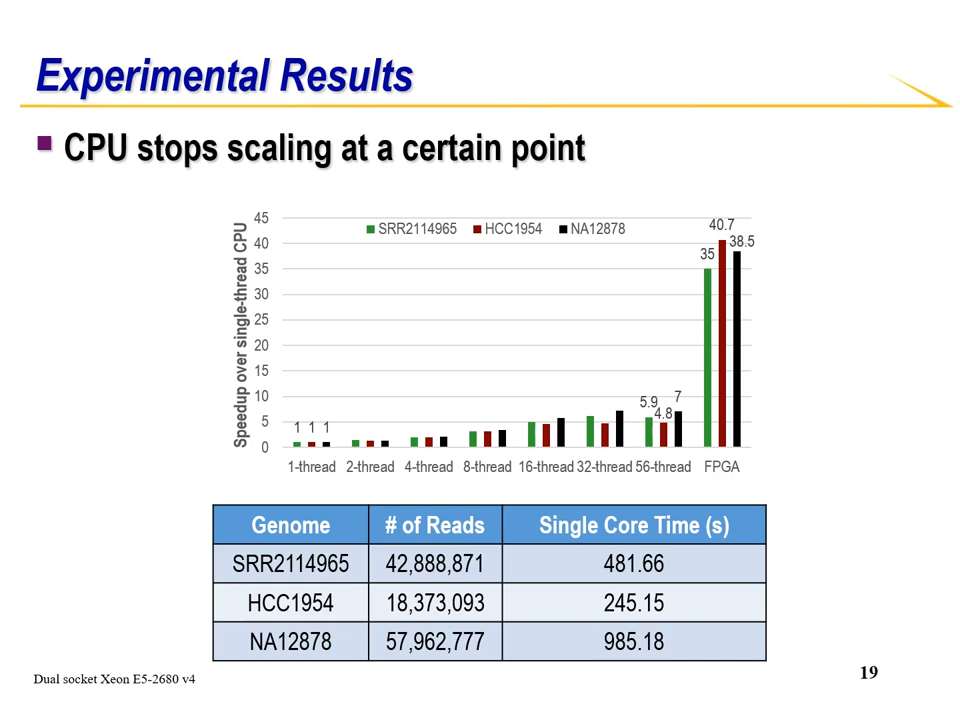 Experimental Results
CPU stops scaling at a certain point
Speedup over single-thread CPU
45
40
35
30
25
20
15
10
5
0
SRR2114965 HCC1954 NA12878
1 1 1
5.9 4.8 7
35 40.7 38.5
1-thread 2-thread 4-thread 8-thread 16-thread 32-thread 56-thread FPGA
Genome # of Reads Single Core Time (s)
SRR2114965 42,888,871 481.66
HCC1954 18,373,093 245.15
NA12878 57,962,777 985.18
Dual socket Xeon E5-2680 v4
19